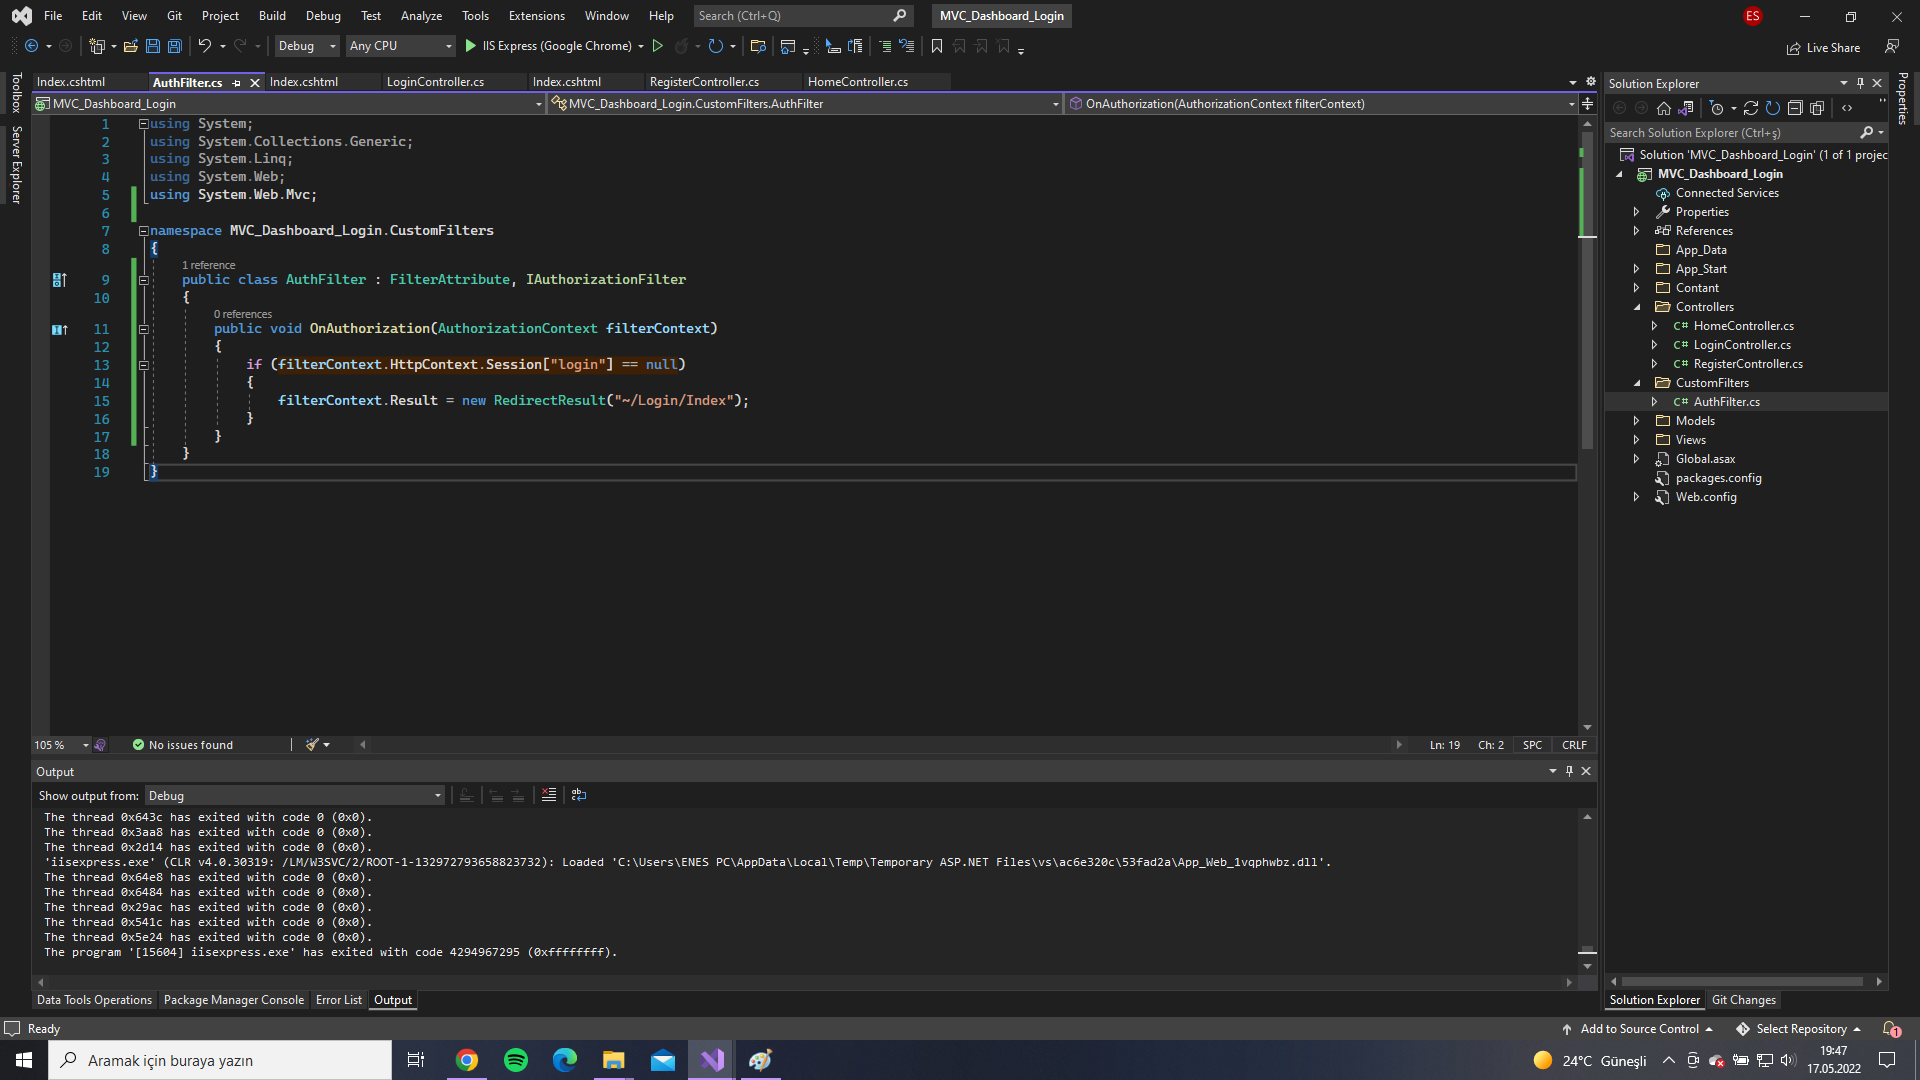 File Edit View Git Project Build Debug Test Analyze Tools Extensions Window Help Search (Ctrl+Q) MVC_Dashboard_Login ES
Debug Any CPU IIS Express (Google Chrome) Live Share
Toolbox
Server Explorer
Index.cshtml AuthFilter.cs Index.cshtml LoginController.cs Index.cshtml RegisterController.cs HomeController.cs
MVC_Dashboard_Login MVC_Dashboard_Login.CustomFilters.AuthFilter OnAuthorization(AuthorizationContext filterContext)
1 using System;
2 using System.Collections.Generic;
3 using System.Linq;
4 using System.Web;
5 using System.Web.Mvc;
6
7 namespace MVC_Dashboard_Login.CustomFilters
8 {
1 reference
9 public class AuthFilter : FilterAttribute, IAuthorizationFilter
10 {
0 references
11 public void OnAuthorization(AuthorizationContext filterContext)
12 {
13 if (filterContext.HttpContext.Session["login"] == null)
14 {
15 filterContext.Result = new RedirectResult("~/Login/Index");
16 }
17 }
18 }
19 }
105 % No issues found Ln: 19 Ch: 2 SPC CRLF
Output
Show output from: Debug
The thread 0x643c has exited with code 0 (0x0).
The thread 0x3aa8 has exited with code 0 (0x0).
The thread 0x2d14 has exited with code 0 (0x0).
'iisexpress.exe' (CLR v4.0.30319: /LM/W3SVC/2/ROOT-1-132972793658823732): Loaded 'C:\Users\ENES PC\AppData\Local\Temp\Temporary ASP.NET Files\vs\ac6e320c\53fad2a\App_Web_1vqphwbz.dll'.
The thread 0x64e8 has exited with code 0 (0x0).
The thread 0x6484 has exited with code 0 (0x0).
The thread 0x29ac has exited with code 0 (0x0).
The thread 0x541c has exited with code 0 (0x0).
The thread 0x5e24 has exited with code 0 (0x0).
The program '[15604] iisexpress.exe' has exited with code 4294967295 (0xffffffff).
Data Tools Operations Package Manager Console Error List Output
Solution Explorer
Search Solution Explorer (Ctrl+ş)
Solution 'MVC_Dashboard_Login' (1 of 1 projec
MVC_Dashboard_Login
Connected Services
Properties
References
App_Data
App_Start
Contant
Controllers
C# HomeController.cs
C# LoginController.cs
C# RegisterController.cs
CustomFilters
C# AuthFilter.cs
Models
Views
Global.asax
packages.config
Web.config
Solution Explorer Git Changes
Properties
Ready Add to Source Control Select Repository 1
Aramak için buraya yazın 24°C Güneşli 19:47
17.05.2022